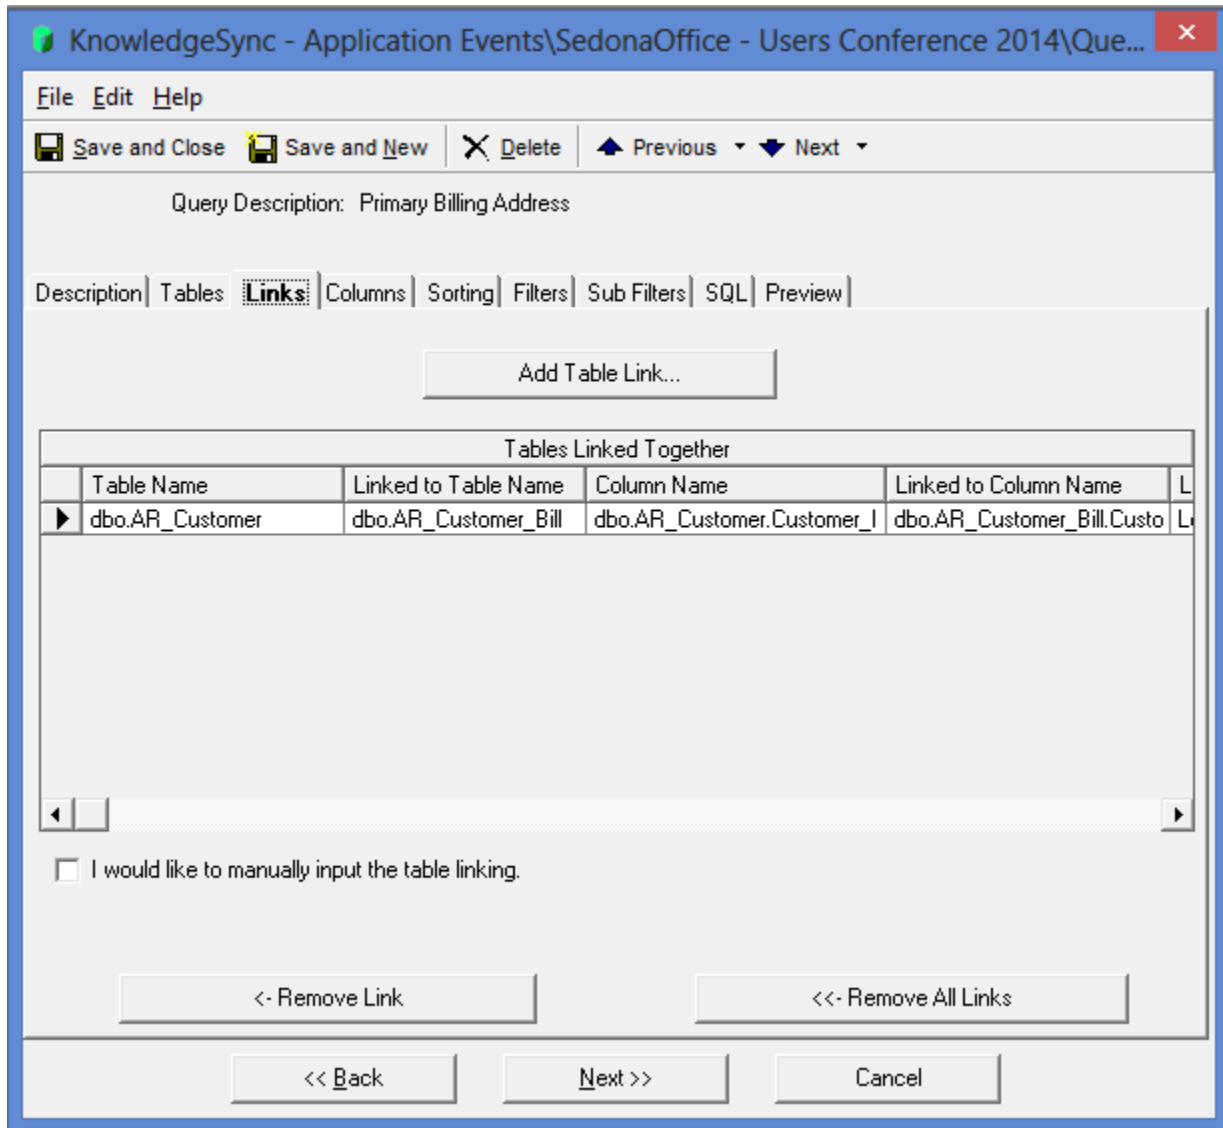 KnowledgeSync - Application Events\SedonaOffice - Users Conference 2014\Que...
File Edit Help
Save and Close Save and New Delete Previous Next
Query Description: Primary Billing Address
Description Tables Links Columns Sorting Filters Sub Filters SQL Preview
Add Table Link...
Tables Linked Together
Table Name Linked to Table Name Column Name Linked to Column Name L
dbo.AR_Customer dbo.AR_Customer_Bill dbo.AR_Customer.Customer_I dbo.AR_Customer_Bill.Custo
I would like to manually input the table linking.
<- Remove Link <<- Remove All Links
<< Back Next >> Cancel